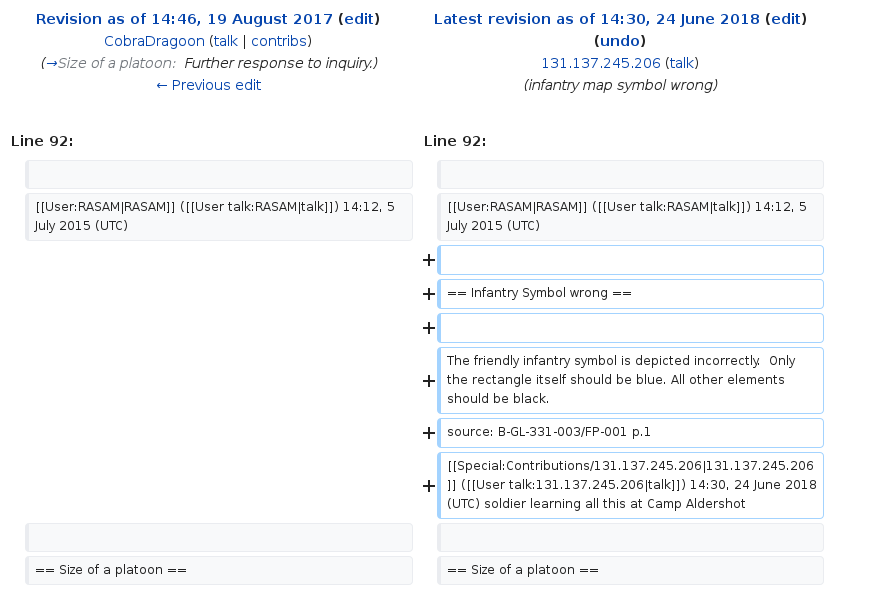 Revision as of 14:46, 19 August 2017 (edit)
CobraDragoon (talk | contribs)
(→Size of a platoon: Further response to inquiry.)
← Previous edit
Latest revision as of 14:30, 24 June 2018 (edit)
(undo)
131.137.245.206 (talk)
(infantry map symbol wrong)
Line 92:
Line 92:
[[User:RASAM|RASAM]] ([[User talk:RASAM|talk]]) 14:12, 5
July 2015 (UTC)
[[User:RASAM|RASAM]] ([[User talk:RASAM|talk]]) 14:12, 5
July 2015 (UTC)
+
+ == Infantry Symbol wrong ==
+
The friendly infantry symbol is depicted incorrectly.  Only
+ the rectangle itself should be blue. All other elements
should be black.
+ source: B-GL-331-003/FP-001 p.1
[[Special:Contributions/131.137.245.206|131.137.245.206
+ ]] ([[User talk:131.137.245.206|talk]]) 14:30, 24 June 2018
(UTC) soldier learning all this at Camp Aldershot
== Size of a platoon ==
== Size of a platoon ==